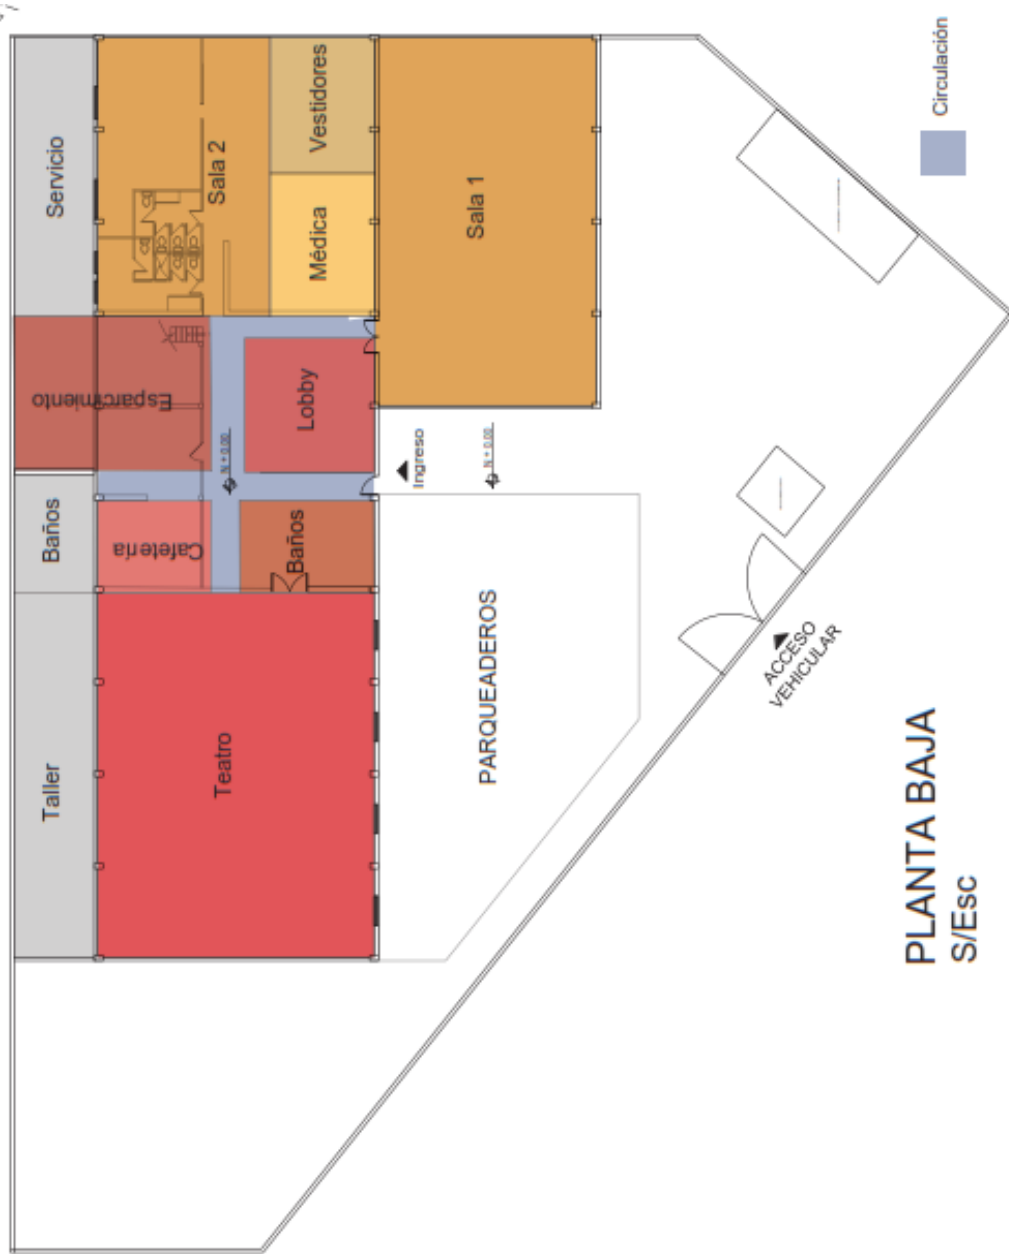 Servicio
Sala 2
Vestidores
Médica
Sala 1
Circulación
Esparcimiento
Lobby
N + 0.00
Ingreso
N + 0.00
Baños
Cafetería
Baños
Taller
Teatro
PARQUEADEROS
ACCESO
VEHICULAR
PLANTA BAJA
S/Esc